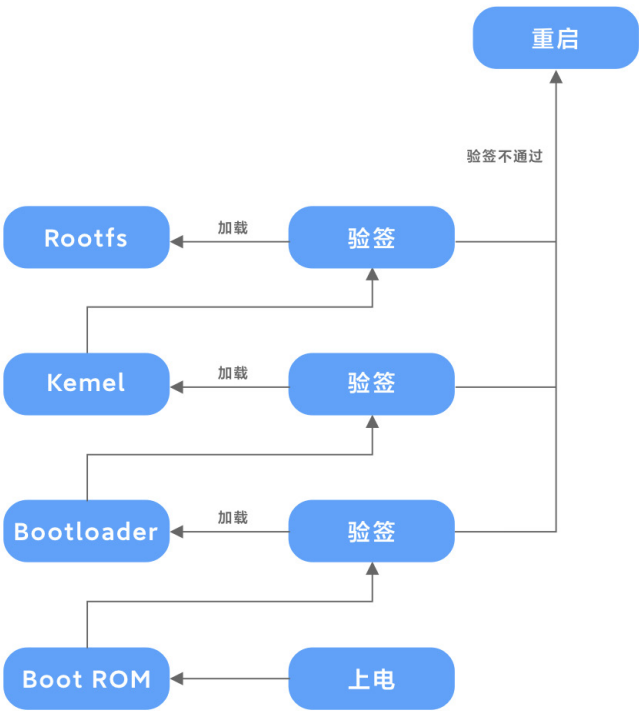 重启
验签不通过
Rootfs
加载
验签
Kemel
加载
验签
Bootloader
加载
验签
Boot ROM
上电